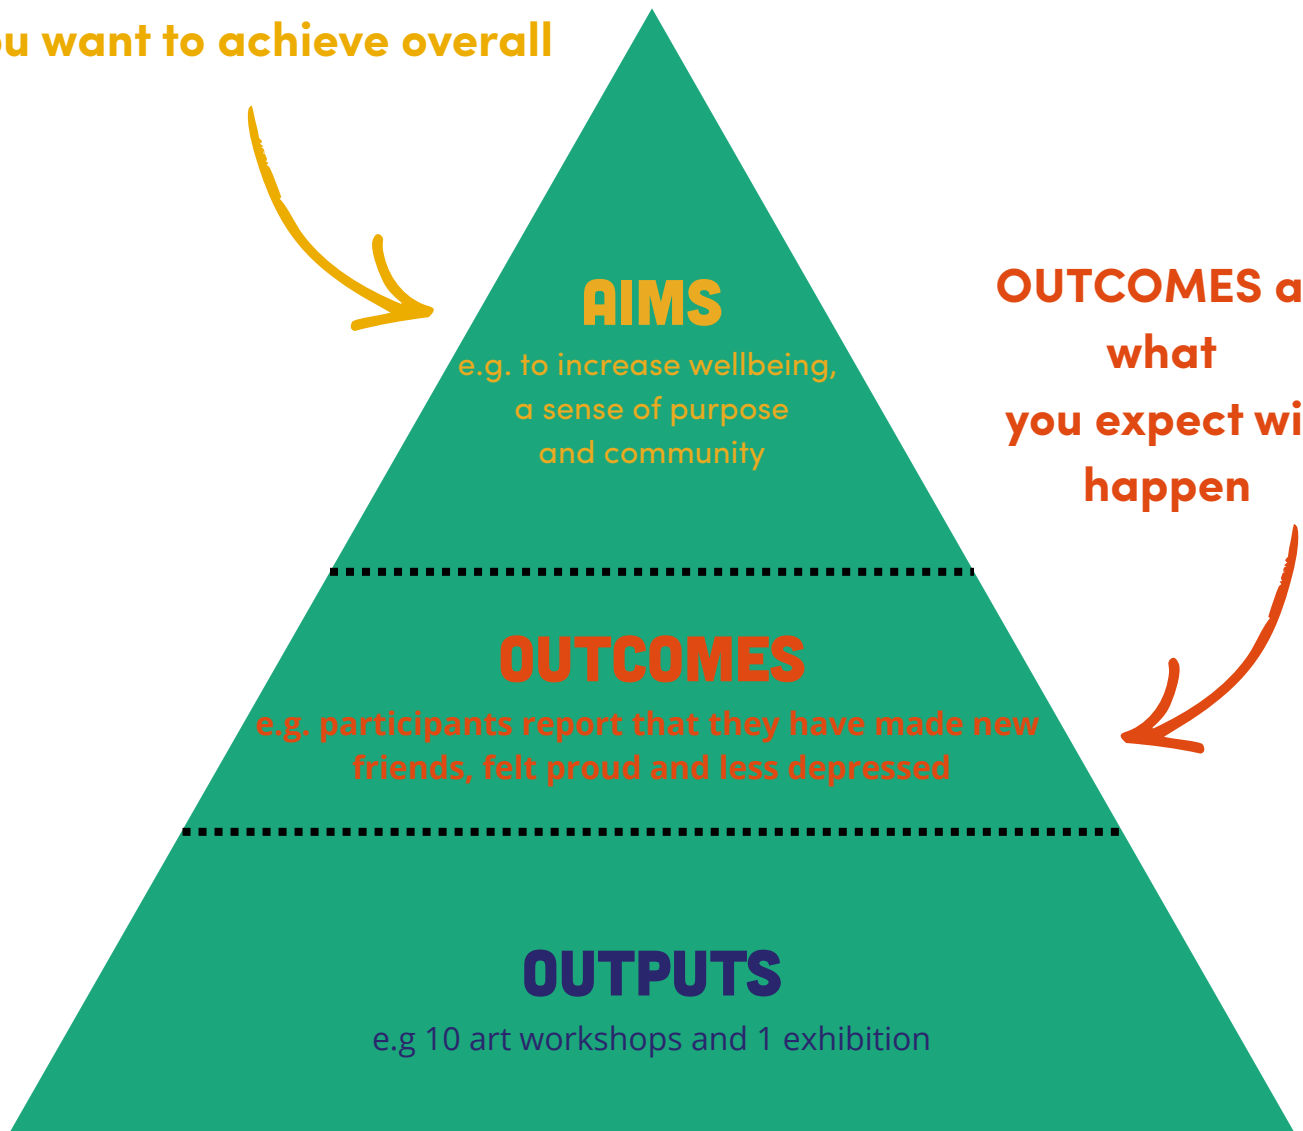 u want to achieve overall
AIMS
e.g. to increase wellbeing,
a sense of purpose
and community
OUTCOMES a
what
you expect wi
happen
OUTCOMES
e.g. participants report that they have made new
friends, felt proud and less depressed
OUTPUTS
e.g 10 art workshops and 1 exhibition